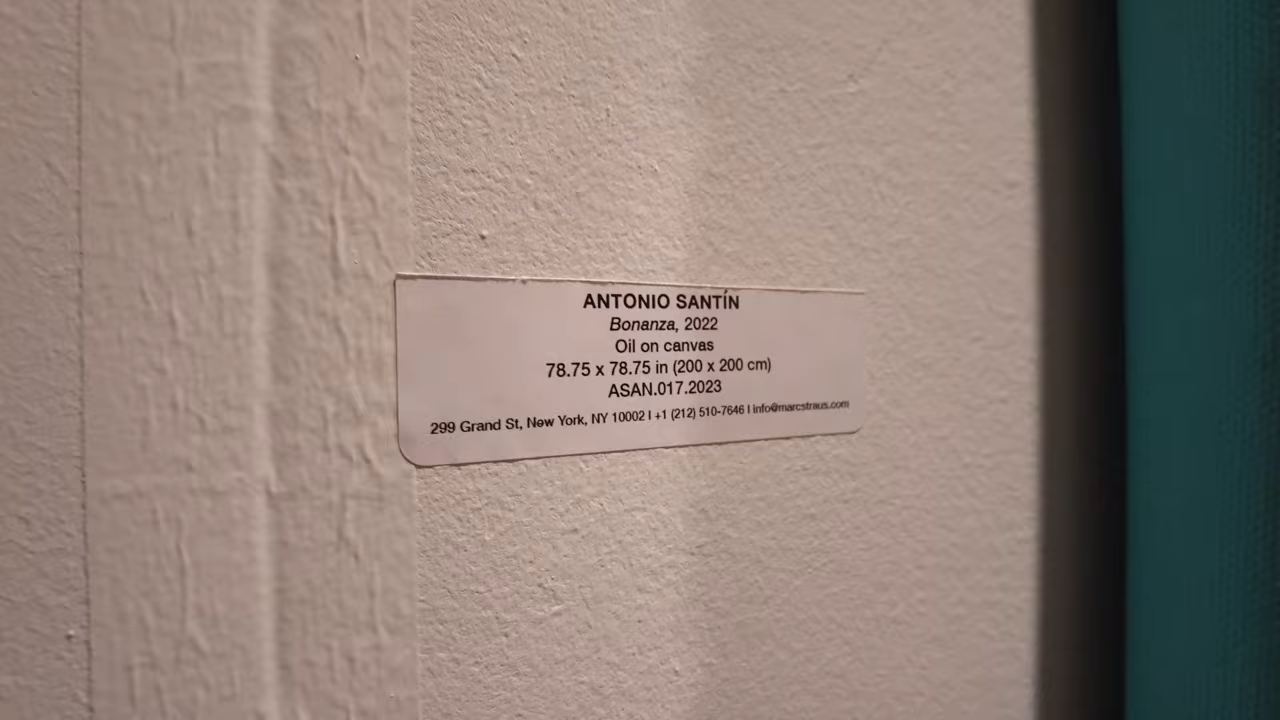 ANTONIO SANTÍN
Bonanza, 2022
Oil on canvas
78.75 x 78.75 in (200 x 200 cm)
ASAN.017.2023
299 Grand St, New York, NY 10002 I +1 (212) 510-7646 I info@marcstraus.com